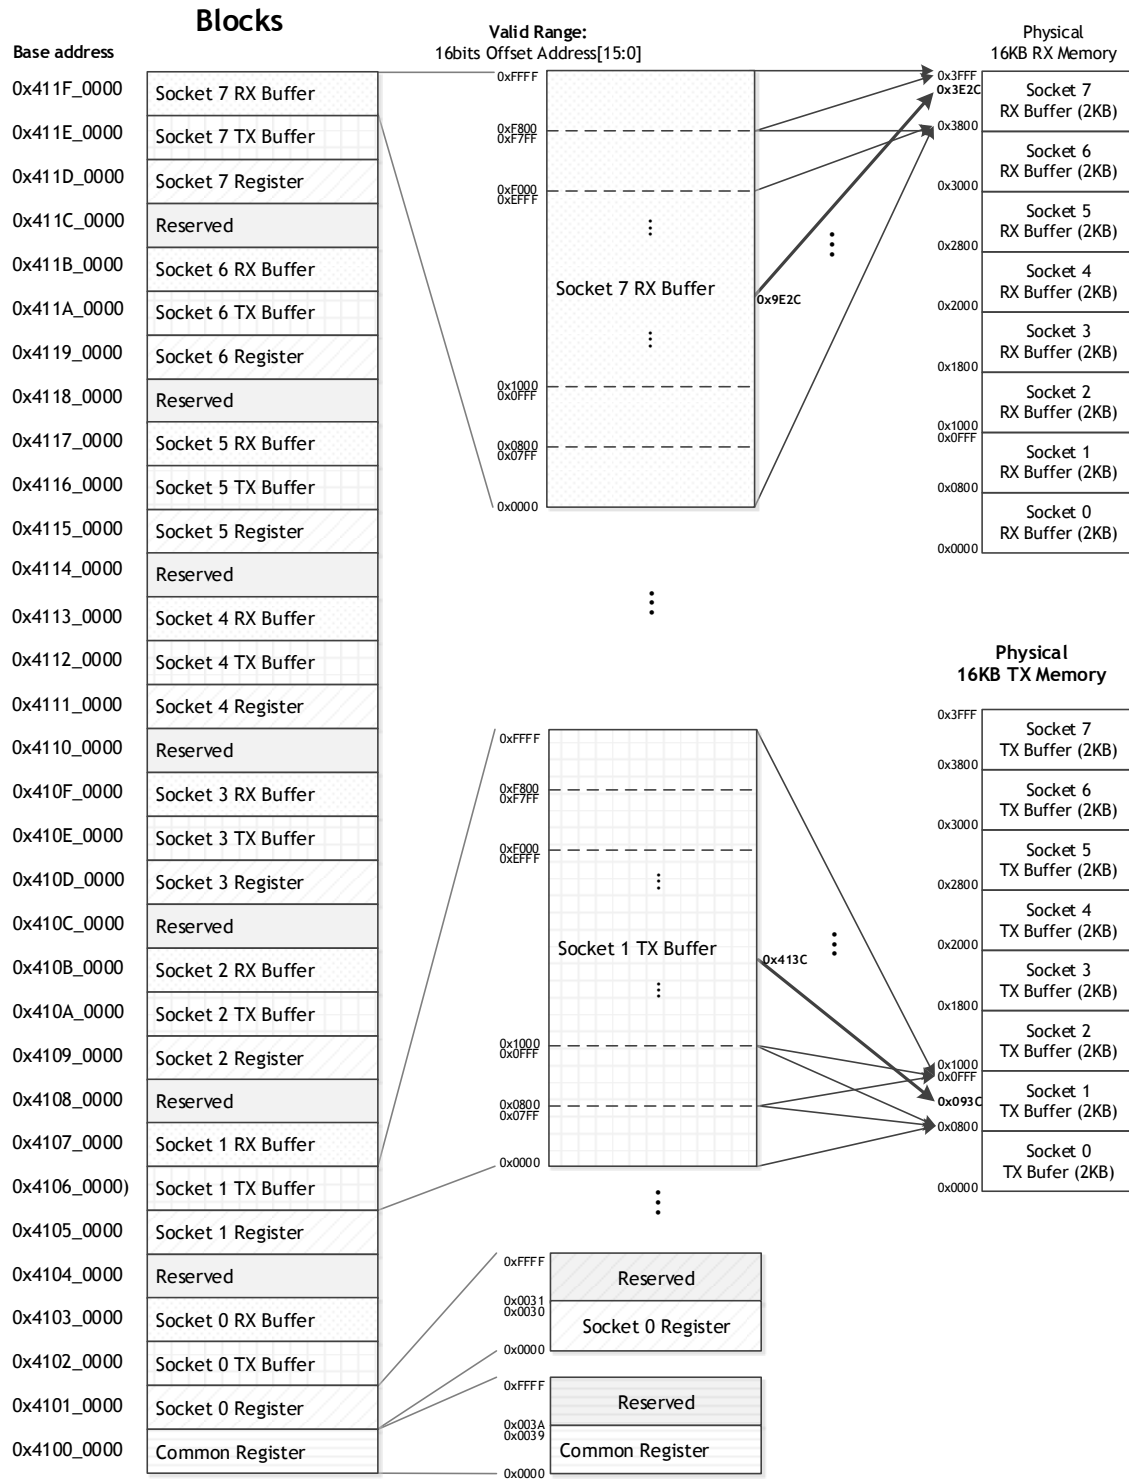 Blocks
Base address
0x411F_0000
Socket 7 RX Buffer
0x411E_0000
Socket 7 TX Buffer
0x411D_0000
Socket 7 Register
0x411C_0000
Reserved
0x411B_0000
Socket 6 RX Buffer
0x411A_0000
Socket 6 TX Buffer
0x4119_0000
Socket 6 Register
0x4118_0000
Reserved
0x4117_0000
Socket 5 RX Buffer
0x4116_0000
Socket 5 TX Buffer
0x4115_0000
Socket 5 Register
0x4114_0000
Reserved
0x4113_0000
Socket 4 RX Buffer
0x4112_0000
Socket 4 TX Buffer
0x4111_0000
Socket 4 Register
0x4110_0000
Reserved
0x410F_0000
Socket 3 RX Buffer
0x410E_0000
Socket 3 TX Buffer
0x410D_0000
Socket 3 Register
0x410C_0000
Reserved
0x410B_0000
Socket 2 RX Buffer
0x410A_0000
Socket 2 TX Buffer
0x4109_0000
Socket 2 Register
0x4108_0000
Reserved
0x4107_0000
Socket 1 RX Buffer
0x4106_0000)
Socket 1 TX Buffer
0x4105_0000
Socket 1 Register
0x4104_0000
Reserved
0x4103_0000
Socket 0 RX Buffer
0x4102_0000
Socket 0 TX Buffer
0x4101_0000
Socket 0 Register
0x4100_0000
Common Register
Valid Range:
16bits Offset Address[15:0]
0xFFFF
0xF800
0xF7FF
0xF000
0xEFFF
Socket 7 RX Buffer
0x9E2C
0x1000
0x0FFF
0x0800
0x07FF
0x0000
Physical
16KB RX Memory
0x3FFF
0x3E2C
Socket 7
RX Buffer (2KB)
0x3800
Socket 6
RX Buffer (2KB)
0x3000
Socket 5
RX Buffer (2KB)
0x2800
Socket 4
RX Buffer (2KB)
0x2000
Socket 3
RX Buffer (2KB)
0x1800
Socket 2
RX Buffer (2KB)
0x1000
0x0FFF
Socket 1
RX Buffer (2KB)
0x0800
Socket 0
RX Buffer (2KB)
0x0000
0xFFFF
0xF800
0xF7FF
0xF000
0xEFFF
Socket 1 TX Buffer
0x413C
0x1000
0x0FFF
0x0800
0x07FF
0x0000
Physical
16KB TX Memory
0x3FFF
Socket 7
TX Buffer (2KB)
0x3800
Socket 6
TX Buffer (2KB)
0x3000
Socket 5
TX Buffer (2KB)
0x2800
Socket 4
TX Buffer (2KB)
0x2000
Socket 3
TX Buffer (2KB)
0x1800
Socket 2
TX Buffer (2KB)
0x1000
0x0FFF
Socket 1
0x093C
TX Buffer (2KB)
0x0800
Socket 0
TX Bufer (2KB)
0x0000
0xFFFF
Reserved
0x0031
0x0030
Socket 0 Register
0x0000
0xFFFF
Reserved
0x003A
0x0039
Common Register
0x0000